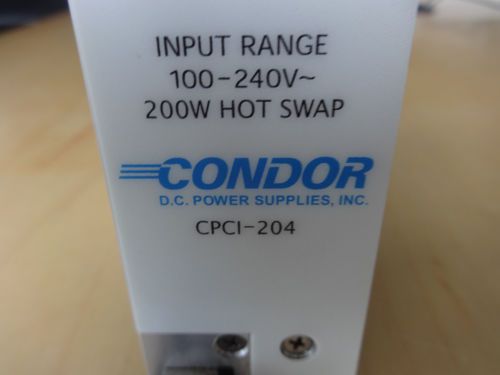 INPUT RANGE
100-240V~
200W HOT SWAP
CONDOR
D.C. POWER SUPPLIES, INC.
CPCI-204